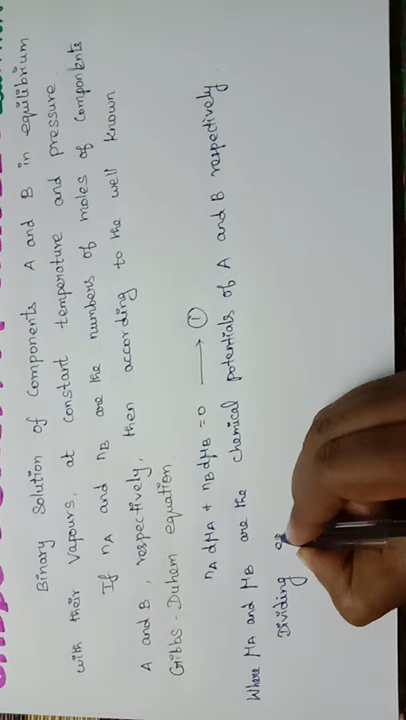 Binary Solution of Components A and B in equilibrium
with their vapours, at constant temperature and pressure
If nA and nB are the numbers of moles of components
A and B, respectively, then according to the well known
Gibbs-Duhem equation.
nA dμA + nB dμB = 0 → ①
Where μA and μB are the chemical potentials of A and B respectively.
Dividing